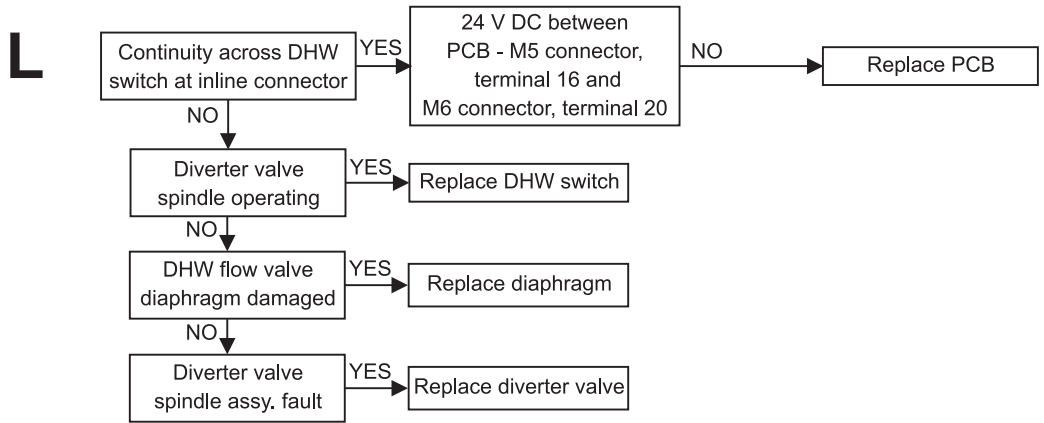 L
Continuity across DHW
switch at inline connector
YES
24 V DC between
PCB - M5 connector,
terminal 16 and
M6 connector, terminal 20
NO
Replace PCB
NO
Diverter valve
spindle operating
YES
Replace DHW switch
NO
DHW flow valve
diaphragm damaged
YES
Replace diaphragm
NO
Diverter valve
spindle assy. fault
YES
Replace diverter valve